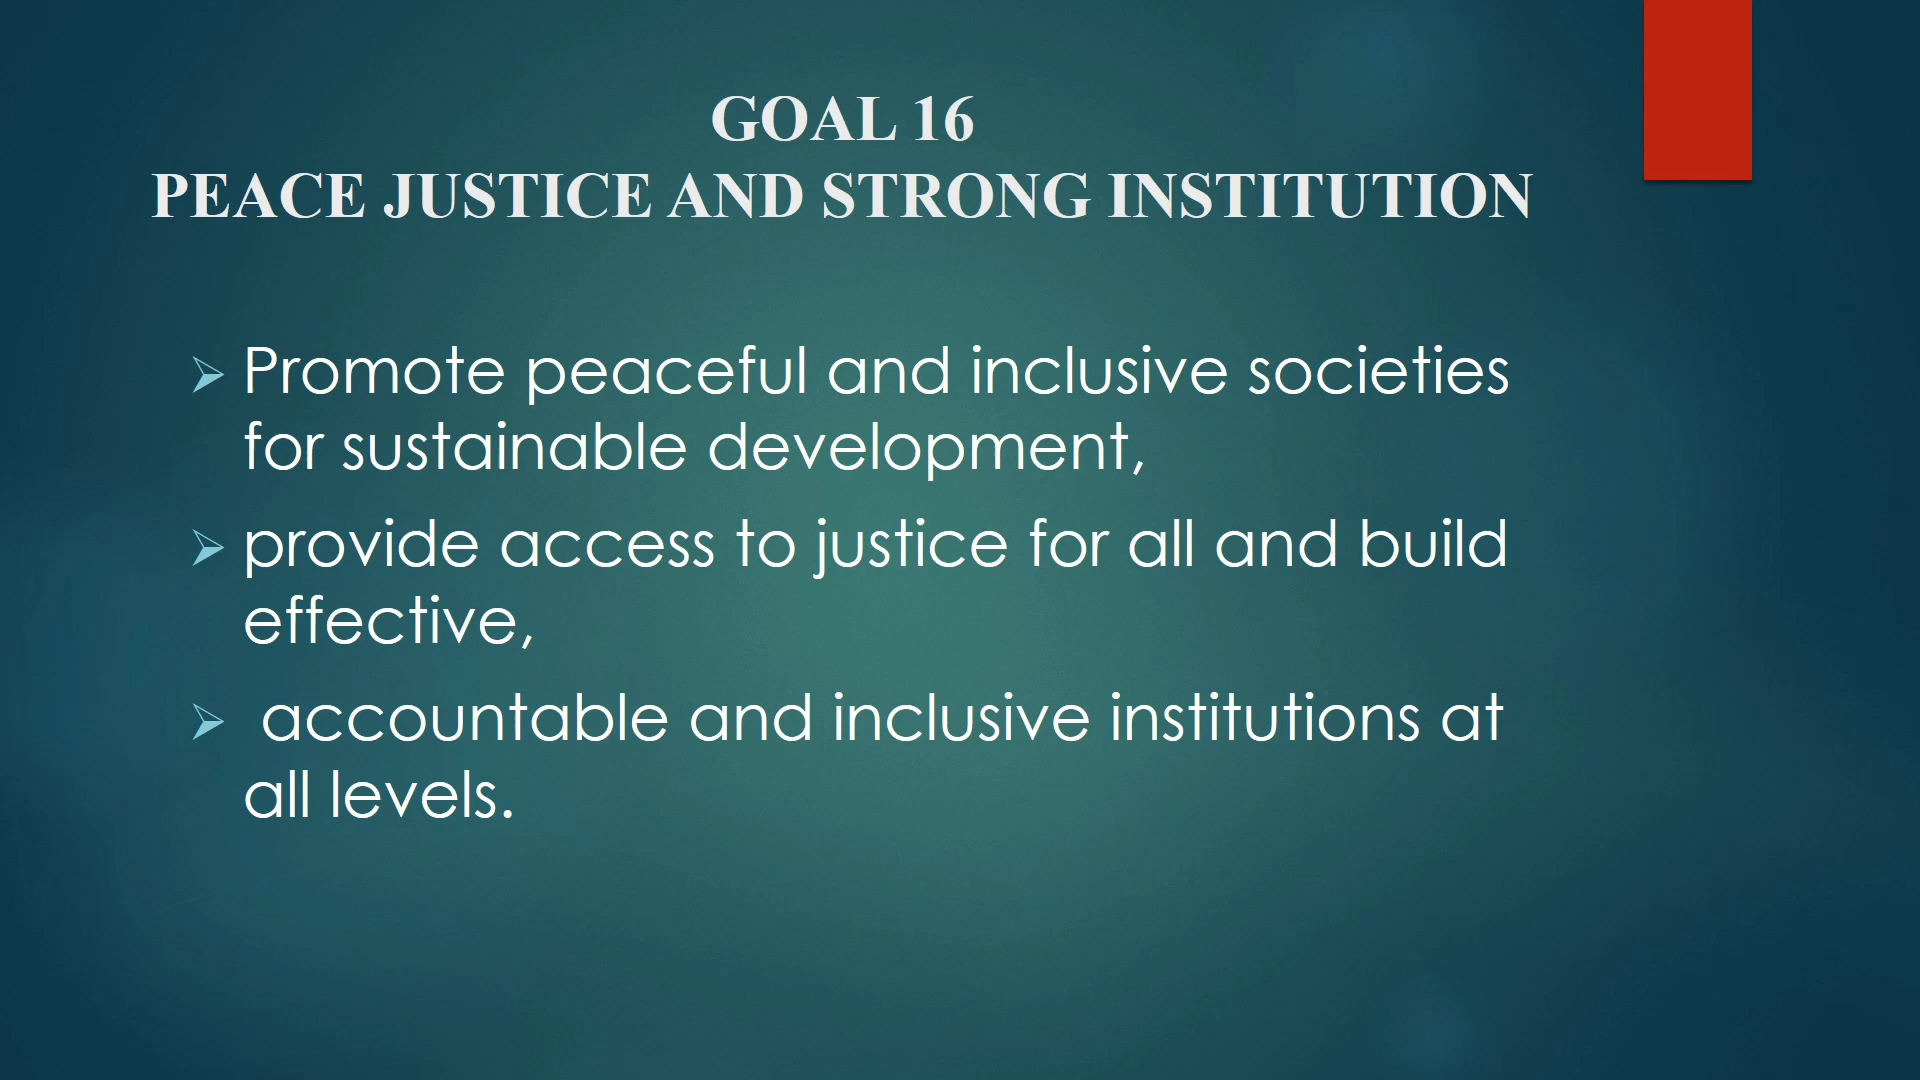 GOAL 16
PEACE JUSTICE AND STRONG INSTITUTION
Promote peaceful and inclusive societies
for sustainable development,
provide access to justice for all and build
effective,
accountable and inclusive institutions at
all levels.